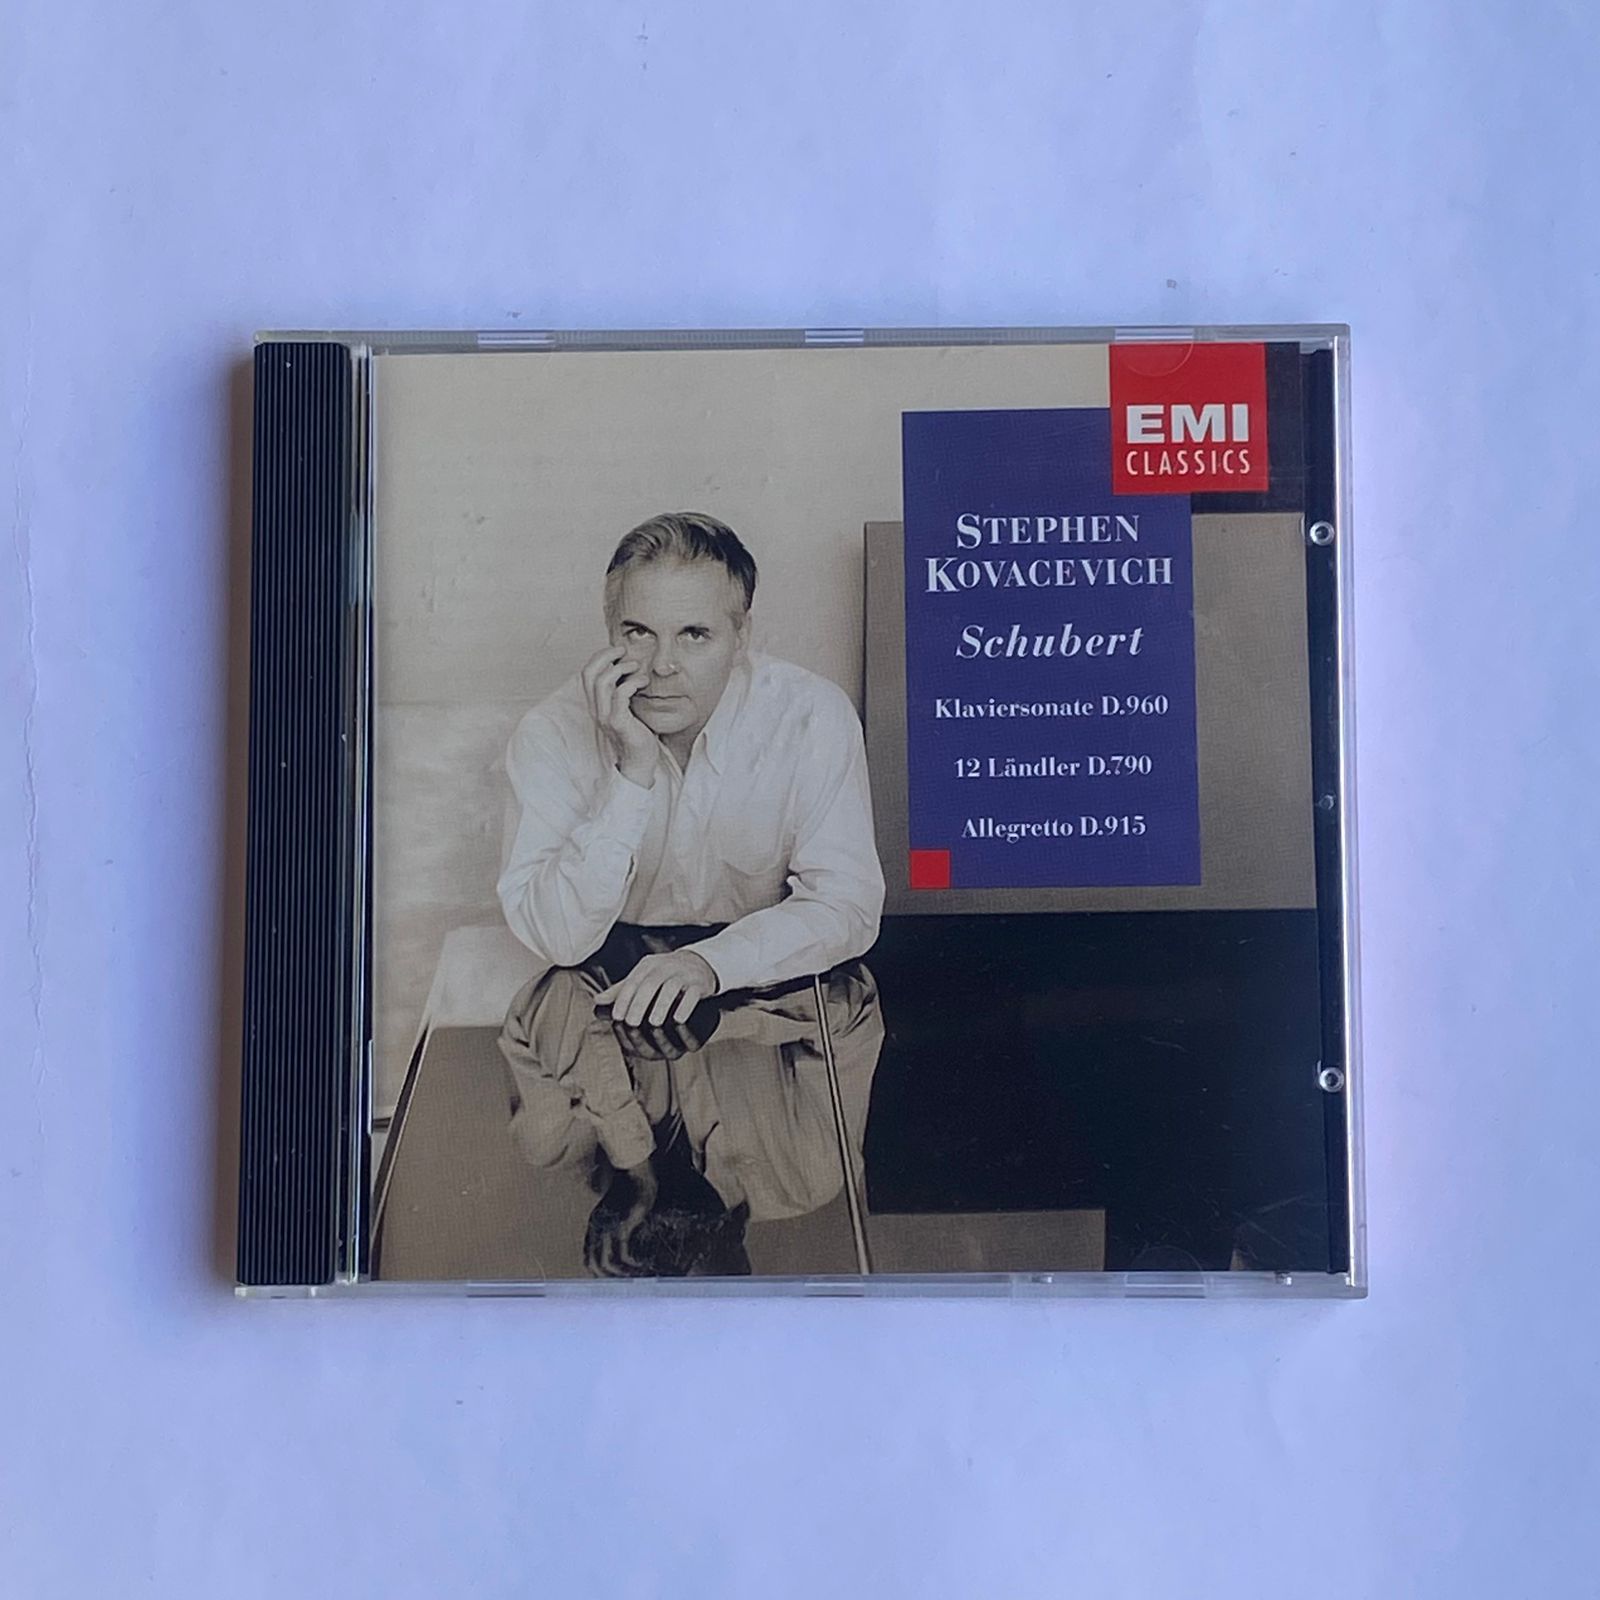 EMI
CLASSICS
STEPHEN
KOVACEVICH
Schubert
Klaviersonate D.960
12 Ländler D.790
Allegretto D.915